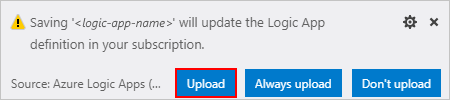 Saving '<logic-app-name>' will update the Logic App
definition in your subscription.
Source: Azure Logic Apps (... Upload Always upload Don't upload